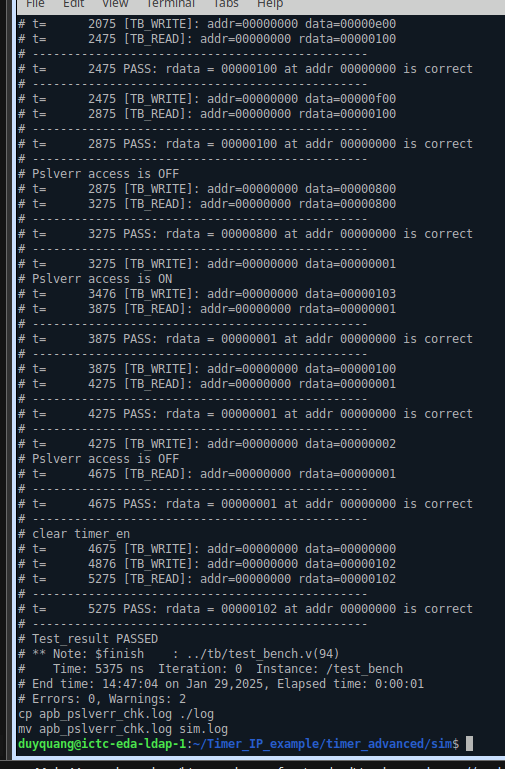 File Edit View Terminal Tabs Help
# t=      2075 [TB_WRITE]: addr=00000000 data=00000e00
# t=      2475 [TB_READ]: addr=00000000 rdata=00000100
# ------------------------------------------------
# t=      2475 PASS: rdata = 00000100 at addr 00000000 is correct
# ------------------------------------------------
# t=      2475 [TB_WRITE]: addr=00000000 data=00000f00
# t=      2875 [TB_READ]: addr=00000000 rdata=00000100
# ------------------------------------------------
# t=      2875 PASS: rdata = 00000100 at addr 00000000 is correct
# ------------------------------------------------
# Pslverr access is OFF
# t=      2875 [TB_WRITE]: addr=00000000 data=00000800
# t=      3275 [TB_READ]: addr=00000000 rdata=00000800
# ------------------------------------------------
# t=      3275 PASS: rdata = 00000800 at addr 00000000 is correct
# ------------------------------------------------
# t=      3275 [TB_WRITE]: addr=00000000 data=00000001
# Pslverr access is ON
# t=      3476 [TB_WRITE]: addr=00000000 data=00000103
# t=      3875 [TB_READ]: addr=00000000 rdata=00000001
# ------------------------------------------------
# t=      3875 PASS: rdata = 00000001 at addr 00000000 is correct
# ------------------------------------------------
# t=      3875 [TB_WRITE]: addr=00000000 data=00000100
# t=      4275 [TB_READ]: addr=00000000 rdata=00000001
# ------------------------------------------------
# t=      4275 PASS: rdata = 00000001 at addr 00000000 is correct
# ------------------------------------------------
# t=      4275 [TB_WRITE]: addr=00000000 data=00000002
# Pslverr access is OFF
# t=      4675 [TB_READ]: addr=00000000 rdata=00000001
# ------------------------------------------------
# t=      4675 PASS: rdata = 00000001 at addr 00000000 is correct
# ------------------------------------------------
# clear timer_en
# t=      4675 [TB_WRITE]: addr=00000000 data=00000000
# t=      4876 [TB_WRITE]: addr=00000000 data=00000102
# t=      5275 [TB_READ]: addr=00000000 rdata=00000102
# ------------------------------------------------
# t=      5275 PASS: rdata = 00000102 at addr 00000000 is correct
# ------------------------------------------------
# Test_result PASSED
# ** Note: $finish    : ../tb/test_bench.v(94)
#    Time: 5375 ns  Iteration: 0  Instance: /test_bench
# End time: 14:47:04 on Jan 29,2025, Elapsed time: 0:00:01
# Errors: 0, Warnings: 2
cp apb_pslverr_chk.log ./log
mv apb_pslverr_chk.log sim.log
duyquang@ictc-eda-ldap-1:~/Timer_IP_example/timer_advanced/sim$